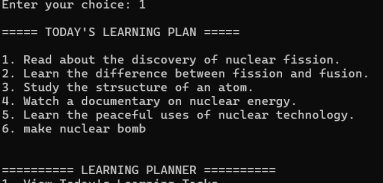 Enter your choice: 1
===== TODAY'S LEARNING PLAN =====
1. Read about the discovery of nuclear fission.
2. Learn the difference between fission and fusion.
3. Study the strsucture of an atom.
4. Watch a documentary on nuclear energy.
5. Learn the peaceful uses of nuclear technology.
6. make nuclear bomb
========== LEARNING PLANNER ==========
1. View Today's Learning Tasks